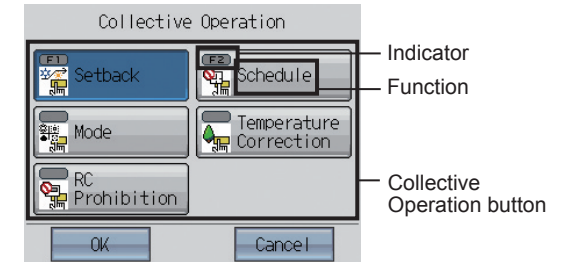 Collective Operation
F1
Setback
F2
Schedule
Mode
Temperature
Correction
RC
Prohibition
OK
Cancel
Indicator
Function
Collective
Operation button